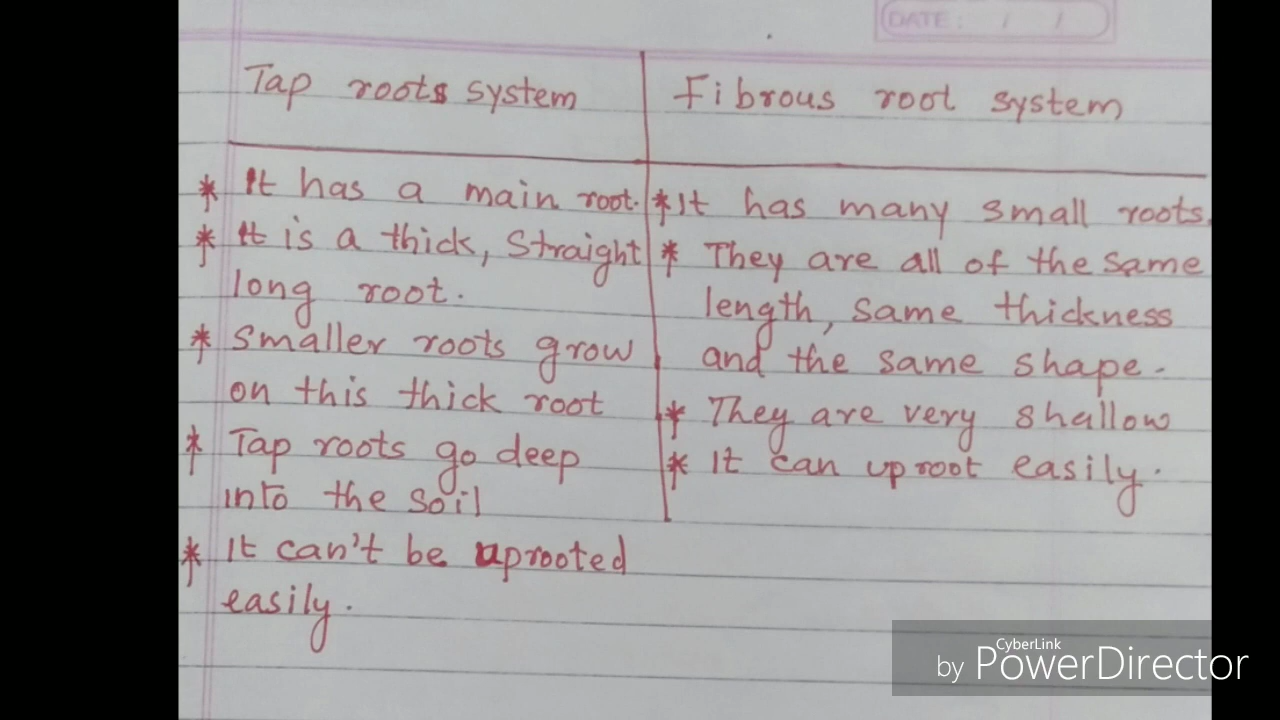 DATE: / /
Tap roots system
Fibrous root system
* It has a main root.
* It is a thick, Straight
long root.
* Smaller roots grow
on this thick root
* Tap roots go deep
into the soil
* It can't be uprooted
easily.
* It has many small roots.
* They are all of the same
length, same thickness
and the same shape.
* They are very shallow
* It can uproot easily.
CyberLink
by PowerDirector